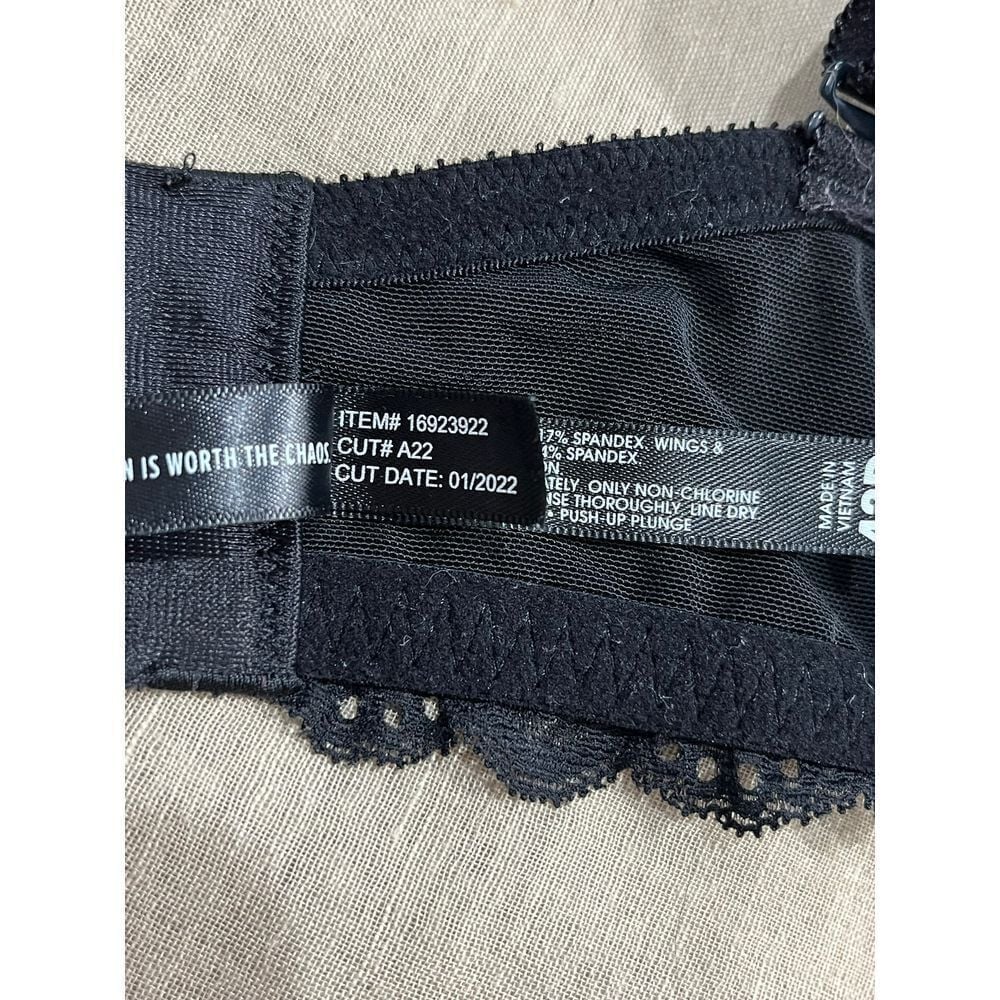 IS WORTH THE CHAOS.
ITEM# 16923922
CUT# A22
CUT DATE: 01/2022
17% SPANDEX. WINGS &
SPANDEX
ONLY NON-CHLORINE
THOROUGHLY. LINE DRY
• PUSH-UP PLUNGE
MADE IN
VIETNAM